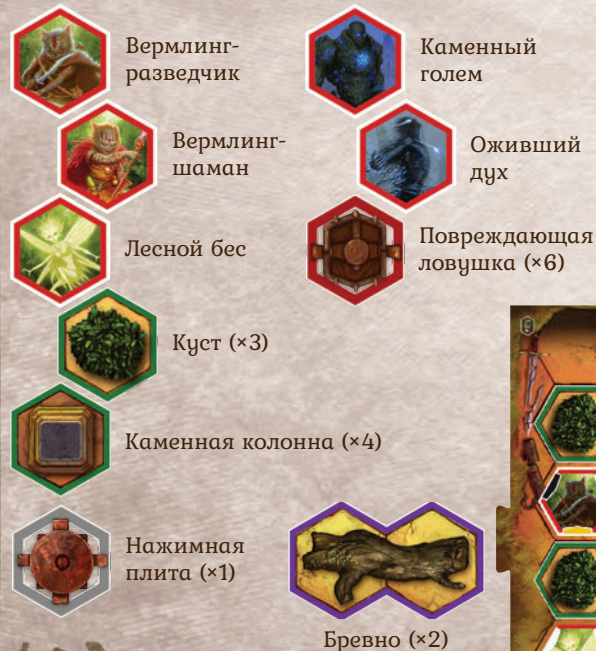 Вермлинг-
разведчик
Каменный
голем
Вермлинг-
шаман
Оживший
дух
Лесной бес
Повреждающая
ловушка (×6)
Куст (×3)
Каменная колонна (×4)
Нажимная
плита (×1)
Бревно (×2)